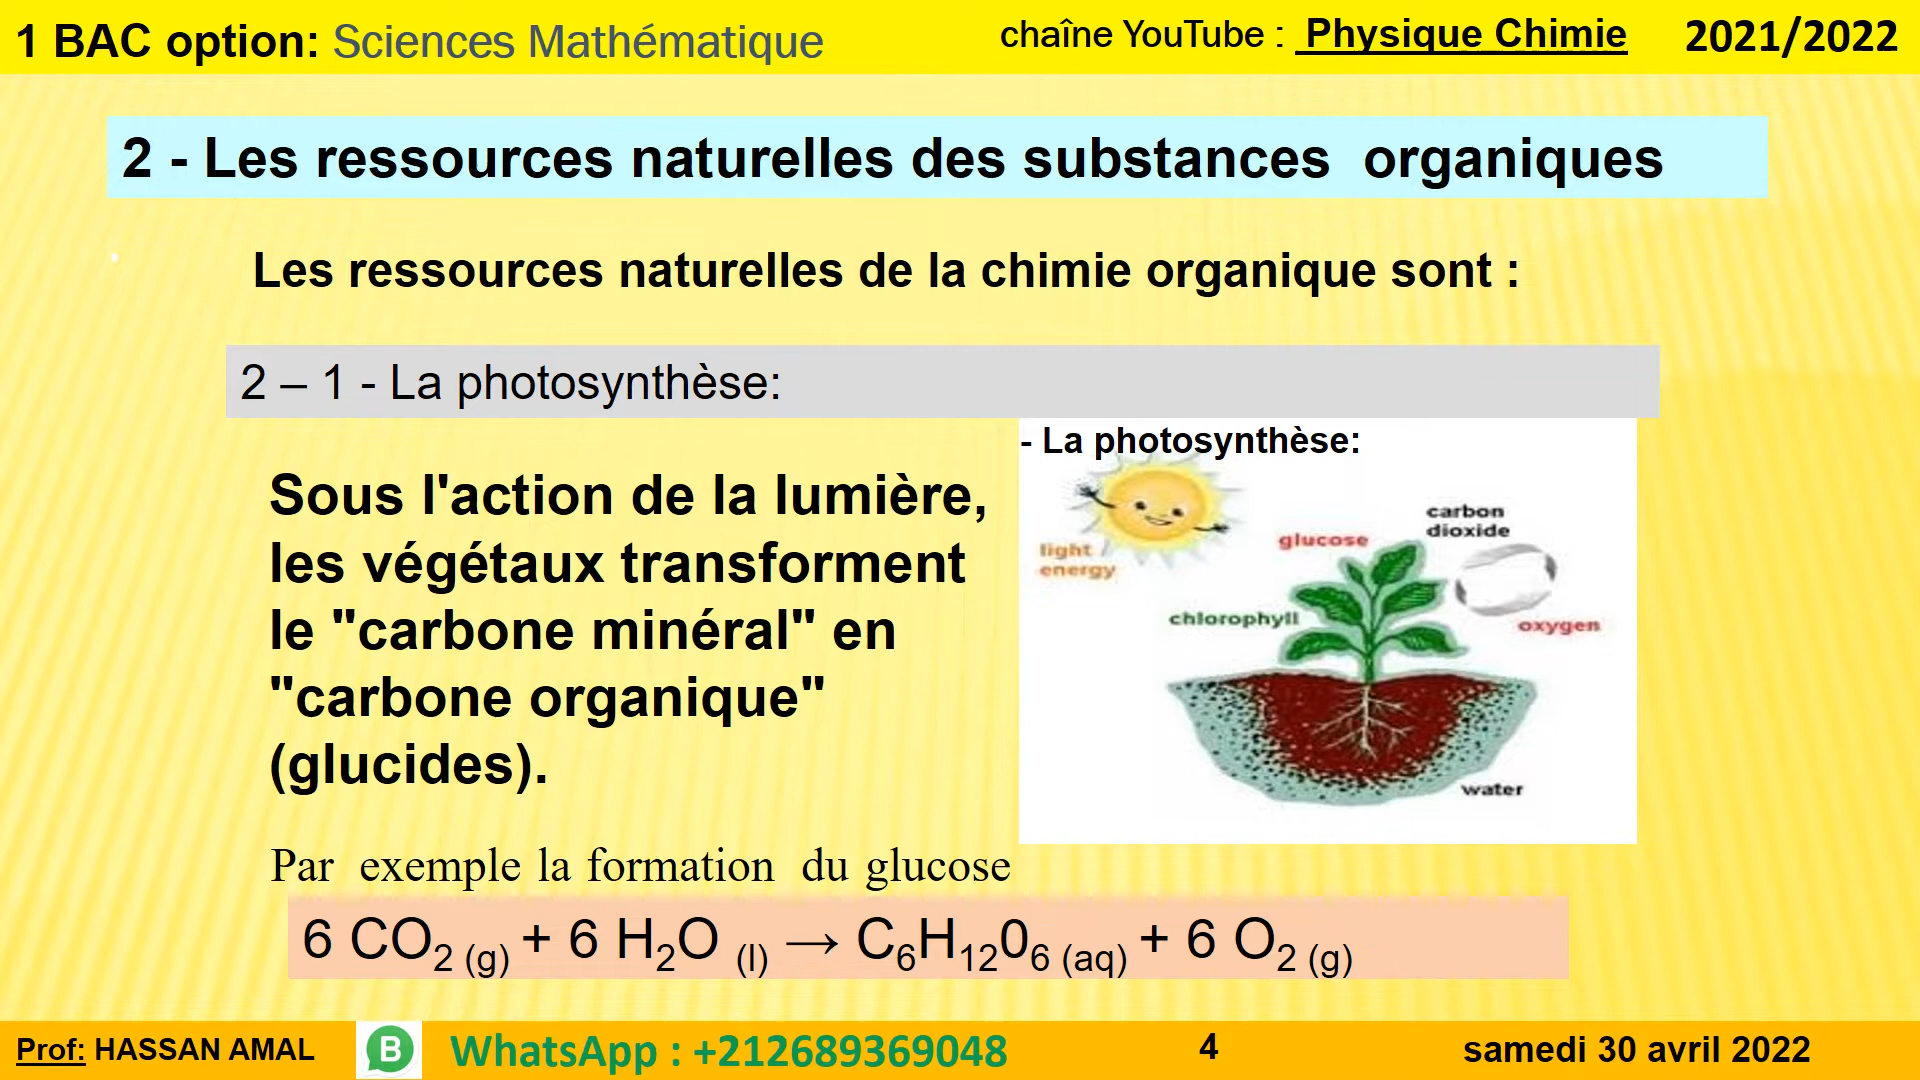 1 BAC option: Sciences Mathématique
chaîne YouTube : Physique Chimie
2021/2022
2 - Les ressources naturelles des substances organiques
Les ressources naturelles de la chimie organique sont :
2 – 1 - La photosynthèse:
Sous l'action de la lumière,
les végétaux transforment
le "carbone minéral" en
"carbone organique"
(glucides).
- La photosynthèse:
light
energy
glucose
carbon
dioxide
chlorophyll
oxygen
water
Par exemple la formation du glucose
6 CO₂ (g) + 6 H₂O (l) → C₆H₁₂0₆ (aq) + 6 O₂ (g)
Prof: HASSAN AMAL
B
WhatsApp : +212689369048
4
samedi 30 avril 2022